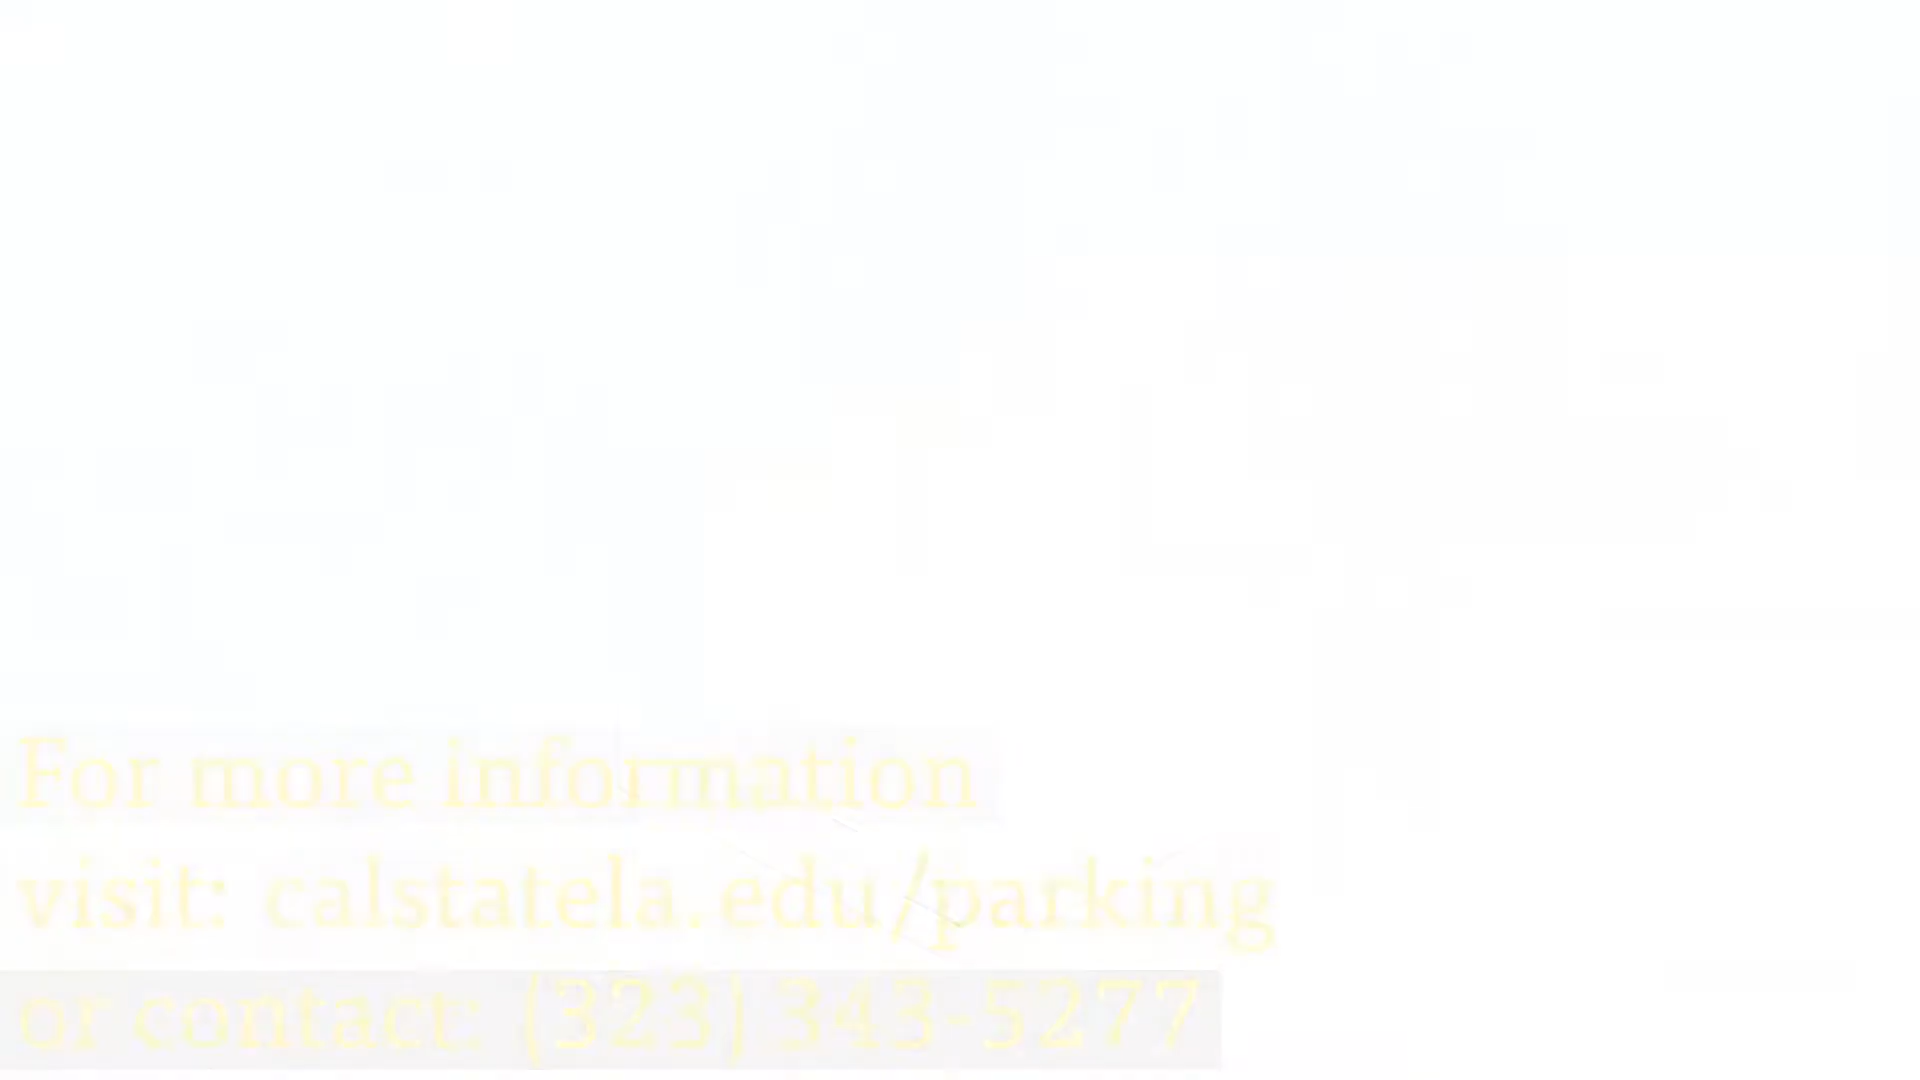 For more information
visit: calstatela.edu/parking
or contact: (323) 343-5277